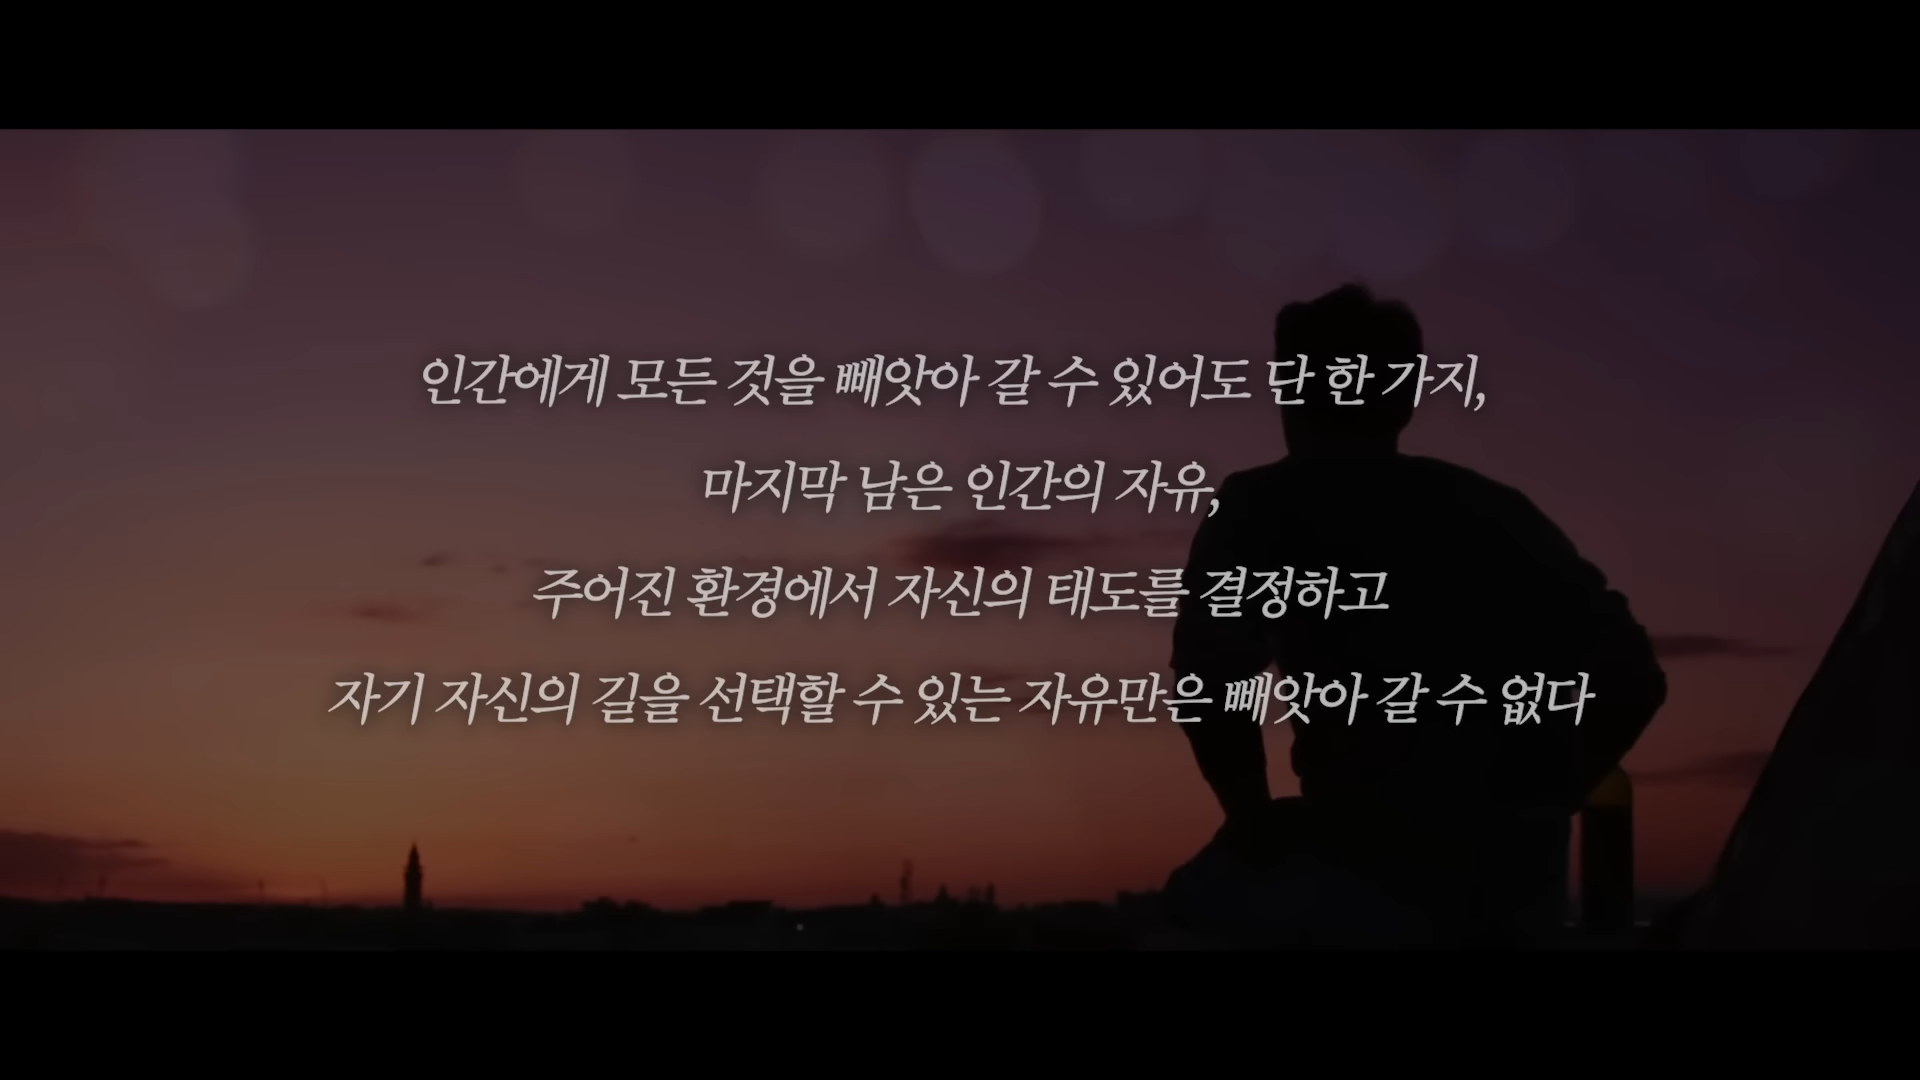 인간에게 모든 것을 빼앗아 갈 수 있어도 단 한 가지,
마지막 남은 인간의 자유,
주어진 환경에서 자신의 태도를 결정하고
자기 자신의 길을 선택할 수 있는 자유만은 빼앗아 갈 수 없다